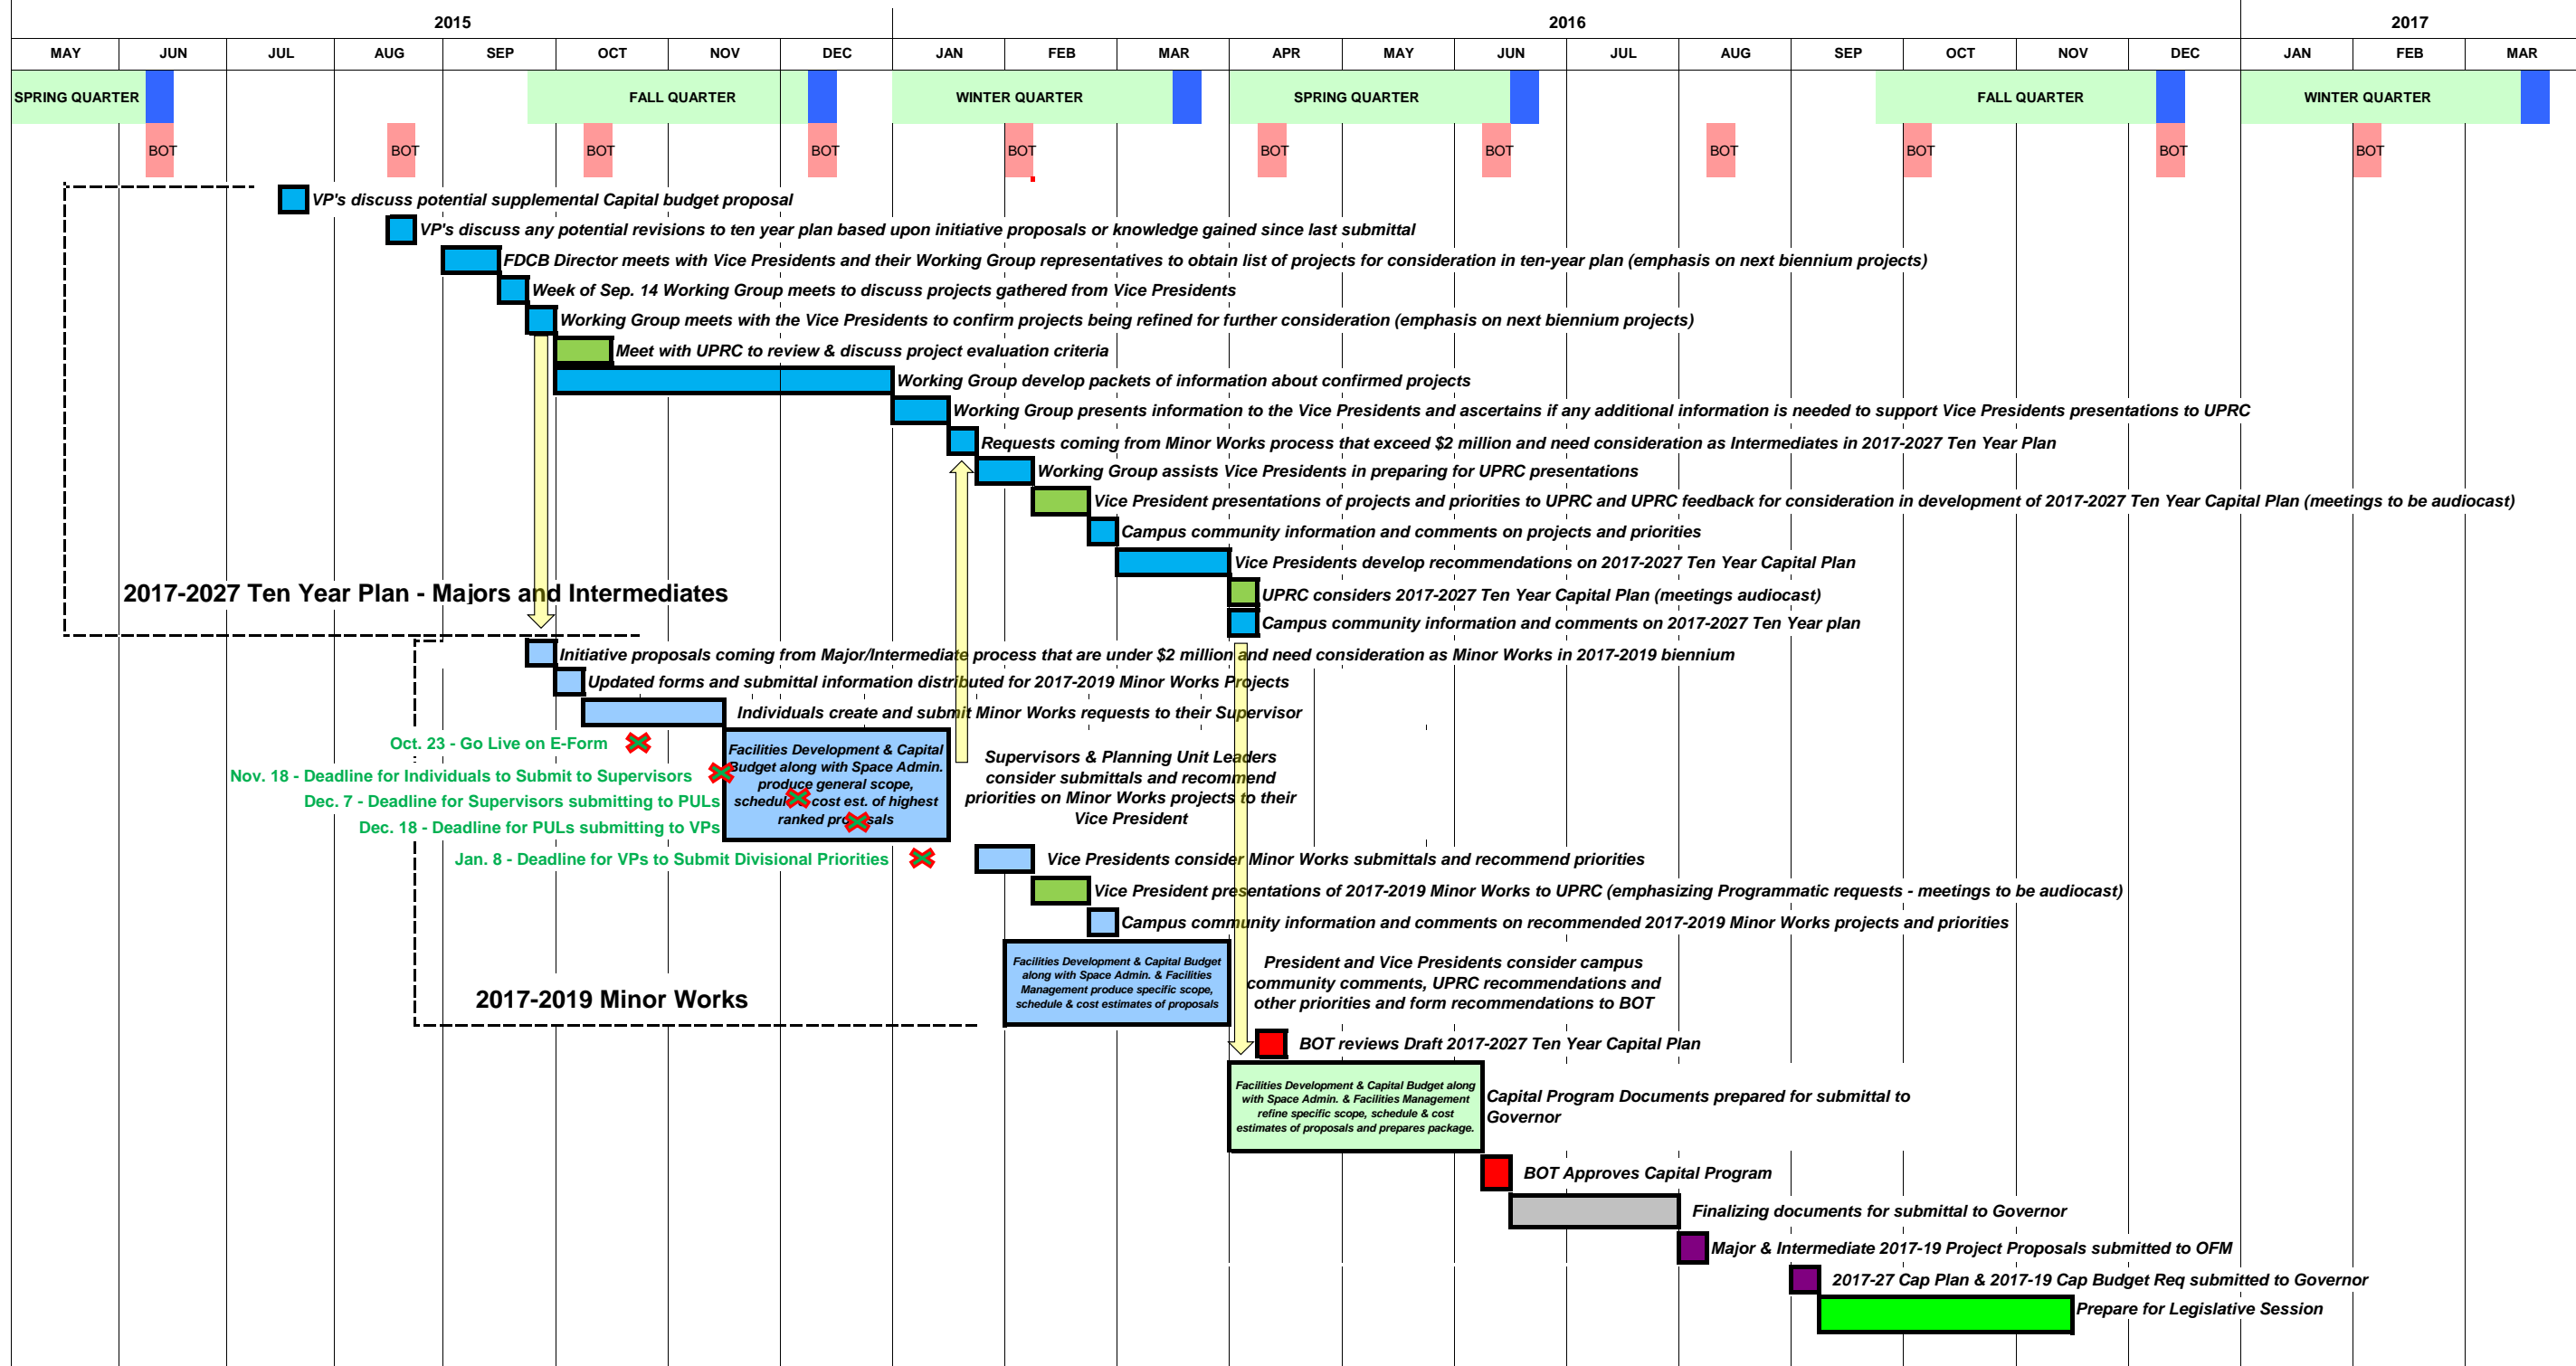 2015 2016 2017
MAY JUN JUL AUG SEP OCT NOV DEC JAN FEB MAR APR MAY JUN JUL AUG SEP OCT NOV DEC JAN FEB MAR
SPRING QUARTER FALL QUARTER WINTER QUARTER SPRING QUARTER FALL QUARTER WINTER QUARTER
BOT BOT BOT BOT BOT BOT BOT BOT BOT BOT BOT
VP's discuss potential supplemental Capital budget proposal
VP's discuss any potential revisions to ten year plan based upon initiative proposals or knowledge gained since last submittal
FDCB Director meets with Vice Presidents and their Working Group representatives to obtain list of projects for consideration in ten-year plan (emphasis on next biennium projects)
Week of Sep. 14 Working Group meets to discuss projects gathered from Vice Presidents
Working Group meets with the Vice Presidents to confirm projects being refined for further consideration (emphasis on next biennium projects)
Meet with UPRC to review & discuss project evaluation criteria
Working Group develop packets of information about confirmed projects
Working Group presents information to the Vice Presidents and ascertains if any additional information is needed to support Vice Presidents presentations to UPRC
Requests coming from Minor Works process that exceed $2 million and need consideration as Intermediates in 2017-2027 Ten Year Plan
Working Group assists Vice Presidents in preparing for UPRC presentations
Vice President presentations of projects and priorities to UPRC and UPRC feedback for consideration in development of 2017-2027 Ten Year Capital Plan (meetings to be audiocast)
Campus community information and comments on projects and priorities
Vice Presidents develop recommendations on 2017-2027 Ten Year Capital Plan
2017-2027 Ten Year Plan - Majors and Intermediates
UPRC considers 2017-2027 Ten Year Capital Plan (meetings audiocast)
Campus community information and comments on 2017-2027 Ten Year plan
Initiative proposals coming from Major/Intermediate process that are under $2 million and need consideration as Minor Works in 2017-2019 biennium
Updated forms and submittal information distributed for 2017-2019 Minor Works Projects
Individuals create and submit Minor Works requests to their Supervisor
Oct. 23 - Go Live on E-Form
Nov. 18 - Deadline for Individuals to Submit to Supervisors
Dec. 7 - Deadline for Supervisors submitting to PULs
Dec. 18 - Deadline for PULs submitting to VPs
Facilities Development & Capital
Budget along with Space Admin.
produce general scope,
schedule cost est. of highest
ranked proposals
Supervisors & Planning Unit Leaders
consider submittals and recommend
priorities on Minor Works projects to their
Vice President
Jan. 8 - Deadline for VPs to Submit Divisional Priorities
Vice Presidents consider Minor Works submittals and recommend priorities
Vice President presentations of 2017-2019 Minor Works to UPRC (emphasizing Programmatic requests - meetings to be audiocast)
Campus community information and comments on recommended 2017-2019 Minor Works projects and priorities
2017-2019 Minor Works
Facilities Development & Capital Budget
along with Space Admin. & Facilities
Management produce specific scope,
schedule & cost estimates of proposals
President and Vice Presidents consider campus
community comments, UPRC recommendations and
other priorities and form recommendations to BOT
BOT reviews Draft 2017-2027 Ten Year Capital Plan
Facilities Development & Capital Budget along
with Space Admin. & Facilities Management
refine specific scope, schedule & cost
estimates of proposals and prepares package.
Capital Program Documents prepared for submittal to
Governor
BOT Approves Capital Program
Finalizing documents for submittal to Governor
Major & Intermediate 2017-19 Project Proposals submitted to OFM
2017-27 Cap Plan & 2017-19 Cap Budget Req submitted to Governor
Prepare for Legislative Session